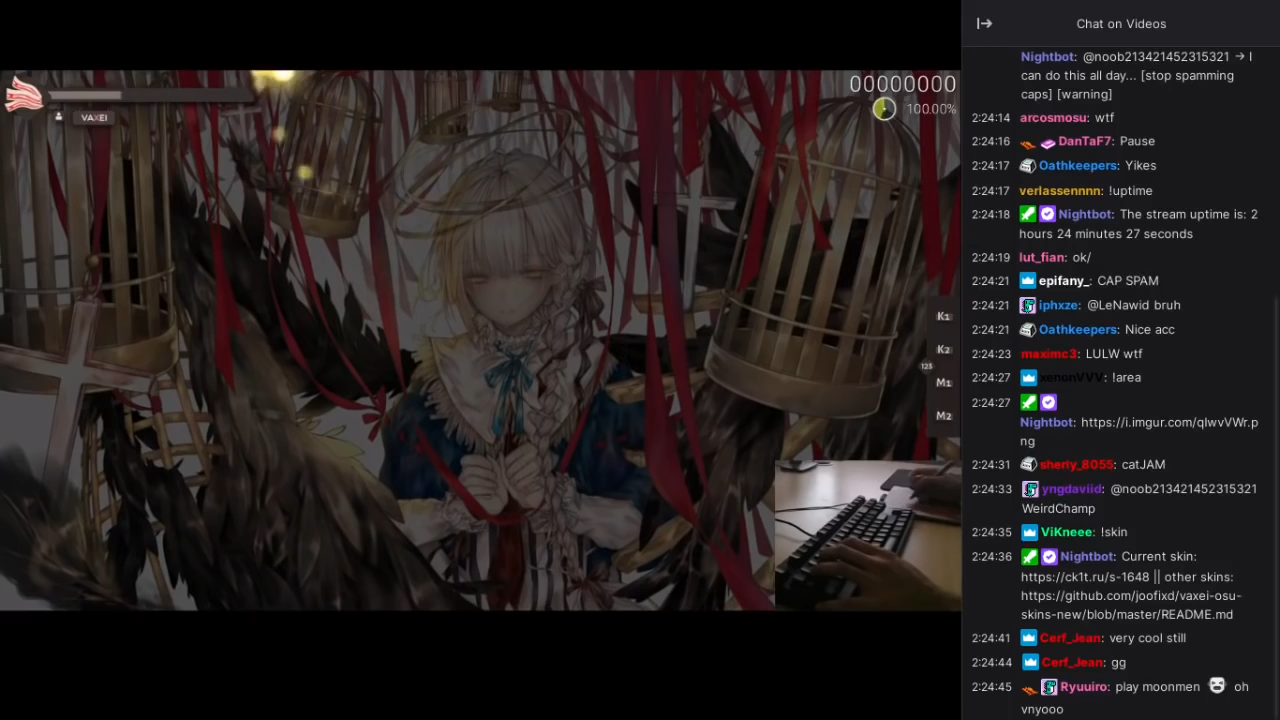 00000000
100.00%
VAXEI
K1
K2
123
M1
M2
Chat on Videos
Nightbot: @noob213421452315321 → I
can do this all day... [stop spamming
caps] [warning]
2:24:14 arcosmosu: wtf
2:24:16 DanTaF7: Pause
2:24:17 Oathkeepers: Yikes
2:24:17 verlassennnn: !uptime
2:24:18 Nightbot: The stream uptime is: 2
hours 24 minutes 27 seconds
2:24:19 lut_fian: ok/
2:24:21 epifany_: CAP SPAM
2:24:21 iphxze: @LeNawid bruh
2:24:21 Oathkeepers: Nice acc
2:24:23 maximc3: LULW wtf
2:24:27 xenonVVV: !area
2:24:27
Nightbot: https://i.imgur.com/qIwvVWr.p
ng
2:24:31 sherly_8055: catJAM
2:24:33 yngdaviid: @noob213421452315321
WeirdChamp
2:24:35 ViKneee: !skin
2:24:36 Nightbot: Current skin:
https://ck1t.ru/s-1648 || other skins:
https://github.com/joofixd/vaxei-osu-
skins-new/blob/master/README.md
2:24:41 Cerf_Jean: very cool still
2:24:44 Cerf_Jean: gg
2:24:45 Ryuuiro: play moonmen oh
vnyooo